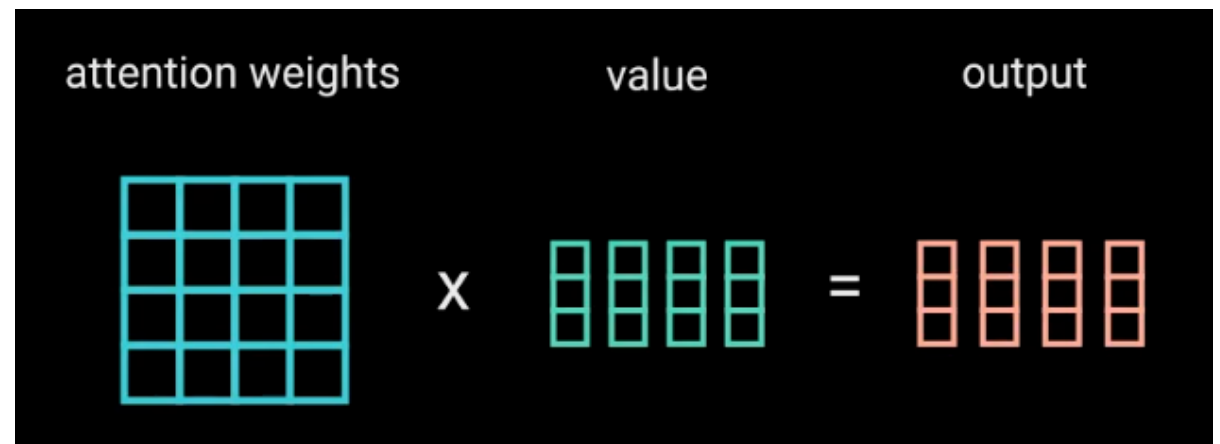 attention weights value output
x =